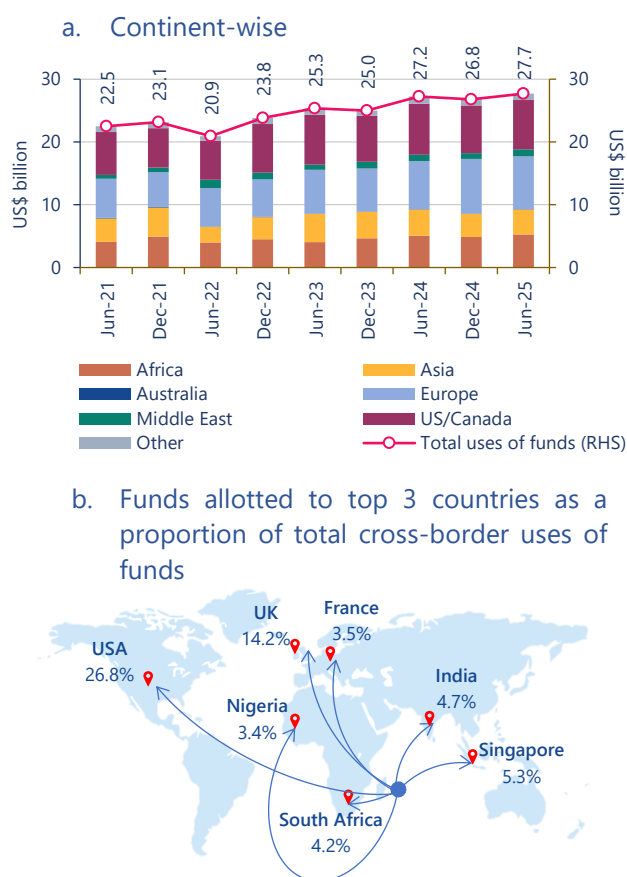 a. Continent-wise
22.5 23.1 20.9 23.8 25.3 25.0 27.2 26.8 27.7
30 30
20 20
10 10
0 0
US$ billion
US$ billion
Jun-21 Dec-21 Jun-22 Dec-22 Jun-23 Dec-23 Jun-24 Dec-24 Jun-25
Africa Asia
Australia Europe
Middle East US/Canada
Other Total uses of funds (RHS)
b. Funds allotted to top 3 countries as a
proportion of total cross-border uses of
funds
USA
26.8%
UK
14.2%
France
3.5%
India
4.7%
Nigeria
3.4%
Singapore
5.3%
South Africa
4.2%